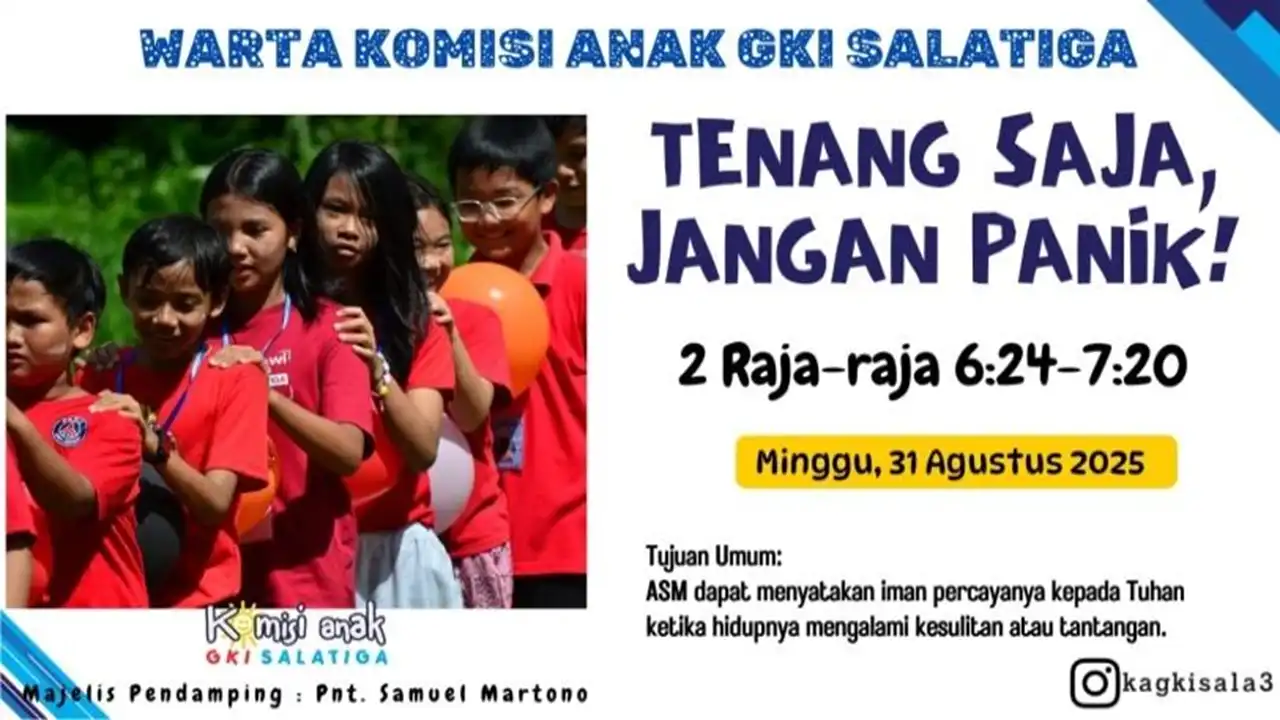 WARTA KOMISI ANAK GKI SALATIGA
TENANG SAJA,
JANGAN PANIK!
2 Raja-raja 6:24-7:20
Minggu, 31 Agustus 2025
Tujuan Umum:
ASM dapat menyatakan iman percayanya kepada Tuhan
ketika hidupnya mengalami kesulitan atau tantangan.
Komisi anak
GKI SALATIGA
Majelis Pendamping : Pnt. Samuel Martono
kagkisala3